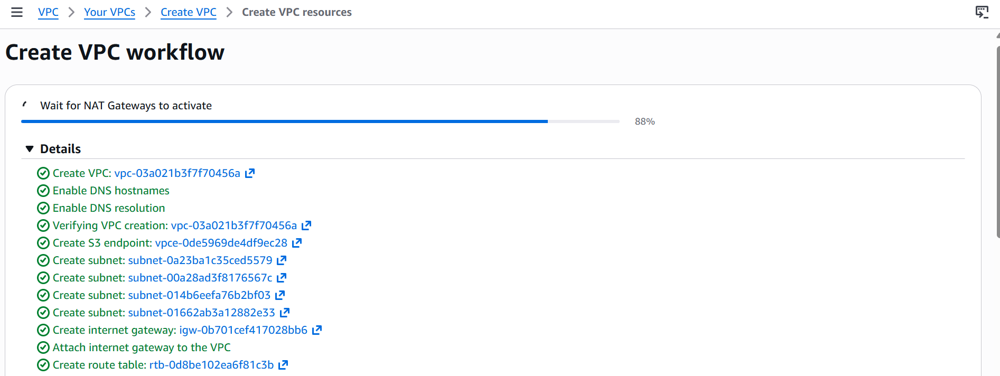 VPC > Your VPCs > Create VPC > Create VPC resources
Create VPC workflow
Wait for NAT Gateways to activate
88%
Details
Create VPC: vpc-03a021b3f7f70456a
Enable DNS hostnames
Enable DNS resolution
Verifying VPC creation: vpc-03a021b3f7f70456a
Create S3 endpoint: vpce-0de5969de4df9ec28
Create subnet: subnet-0a23ba1c35ced5579
Create subnet: subnet-00a28ad3f8176567c
Create subnet: subnet-014b6eefa76b2bf03
Create subnet: subnet-01662ab3a12882e33
Create internet gateway: igw-0b701cef417028bb6
Attach internet gateway to the VPC
Create route table: rtb-0d8be102ea6f81c3b